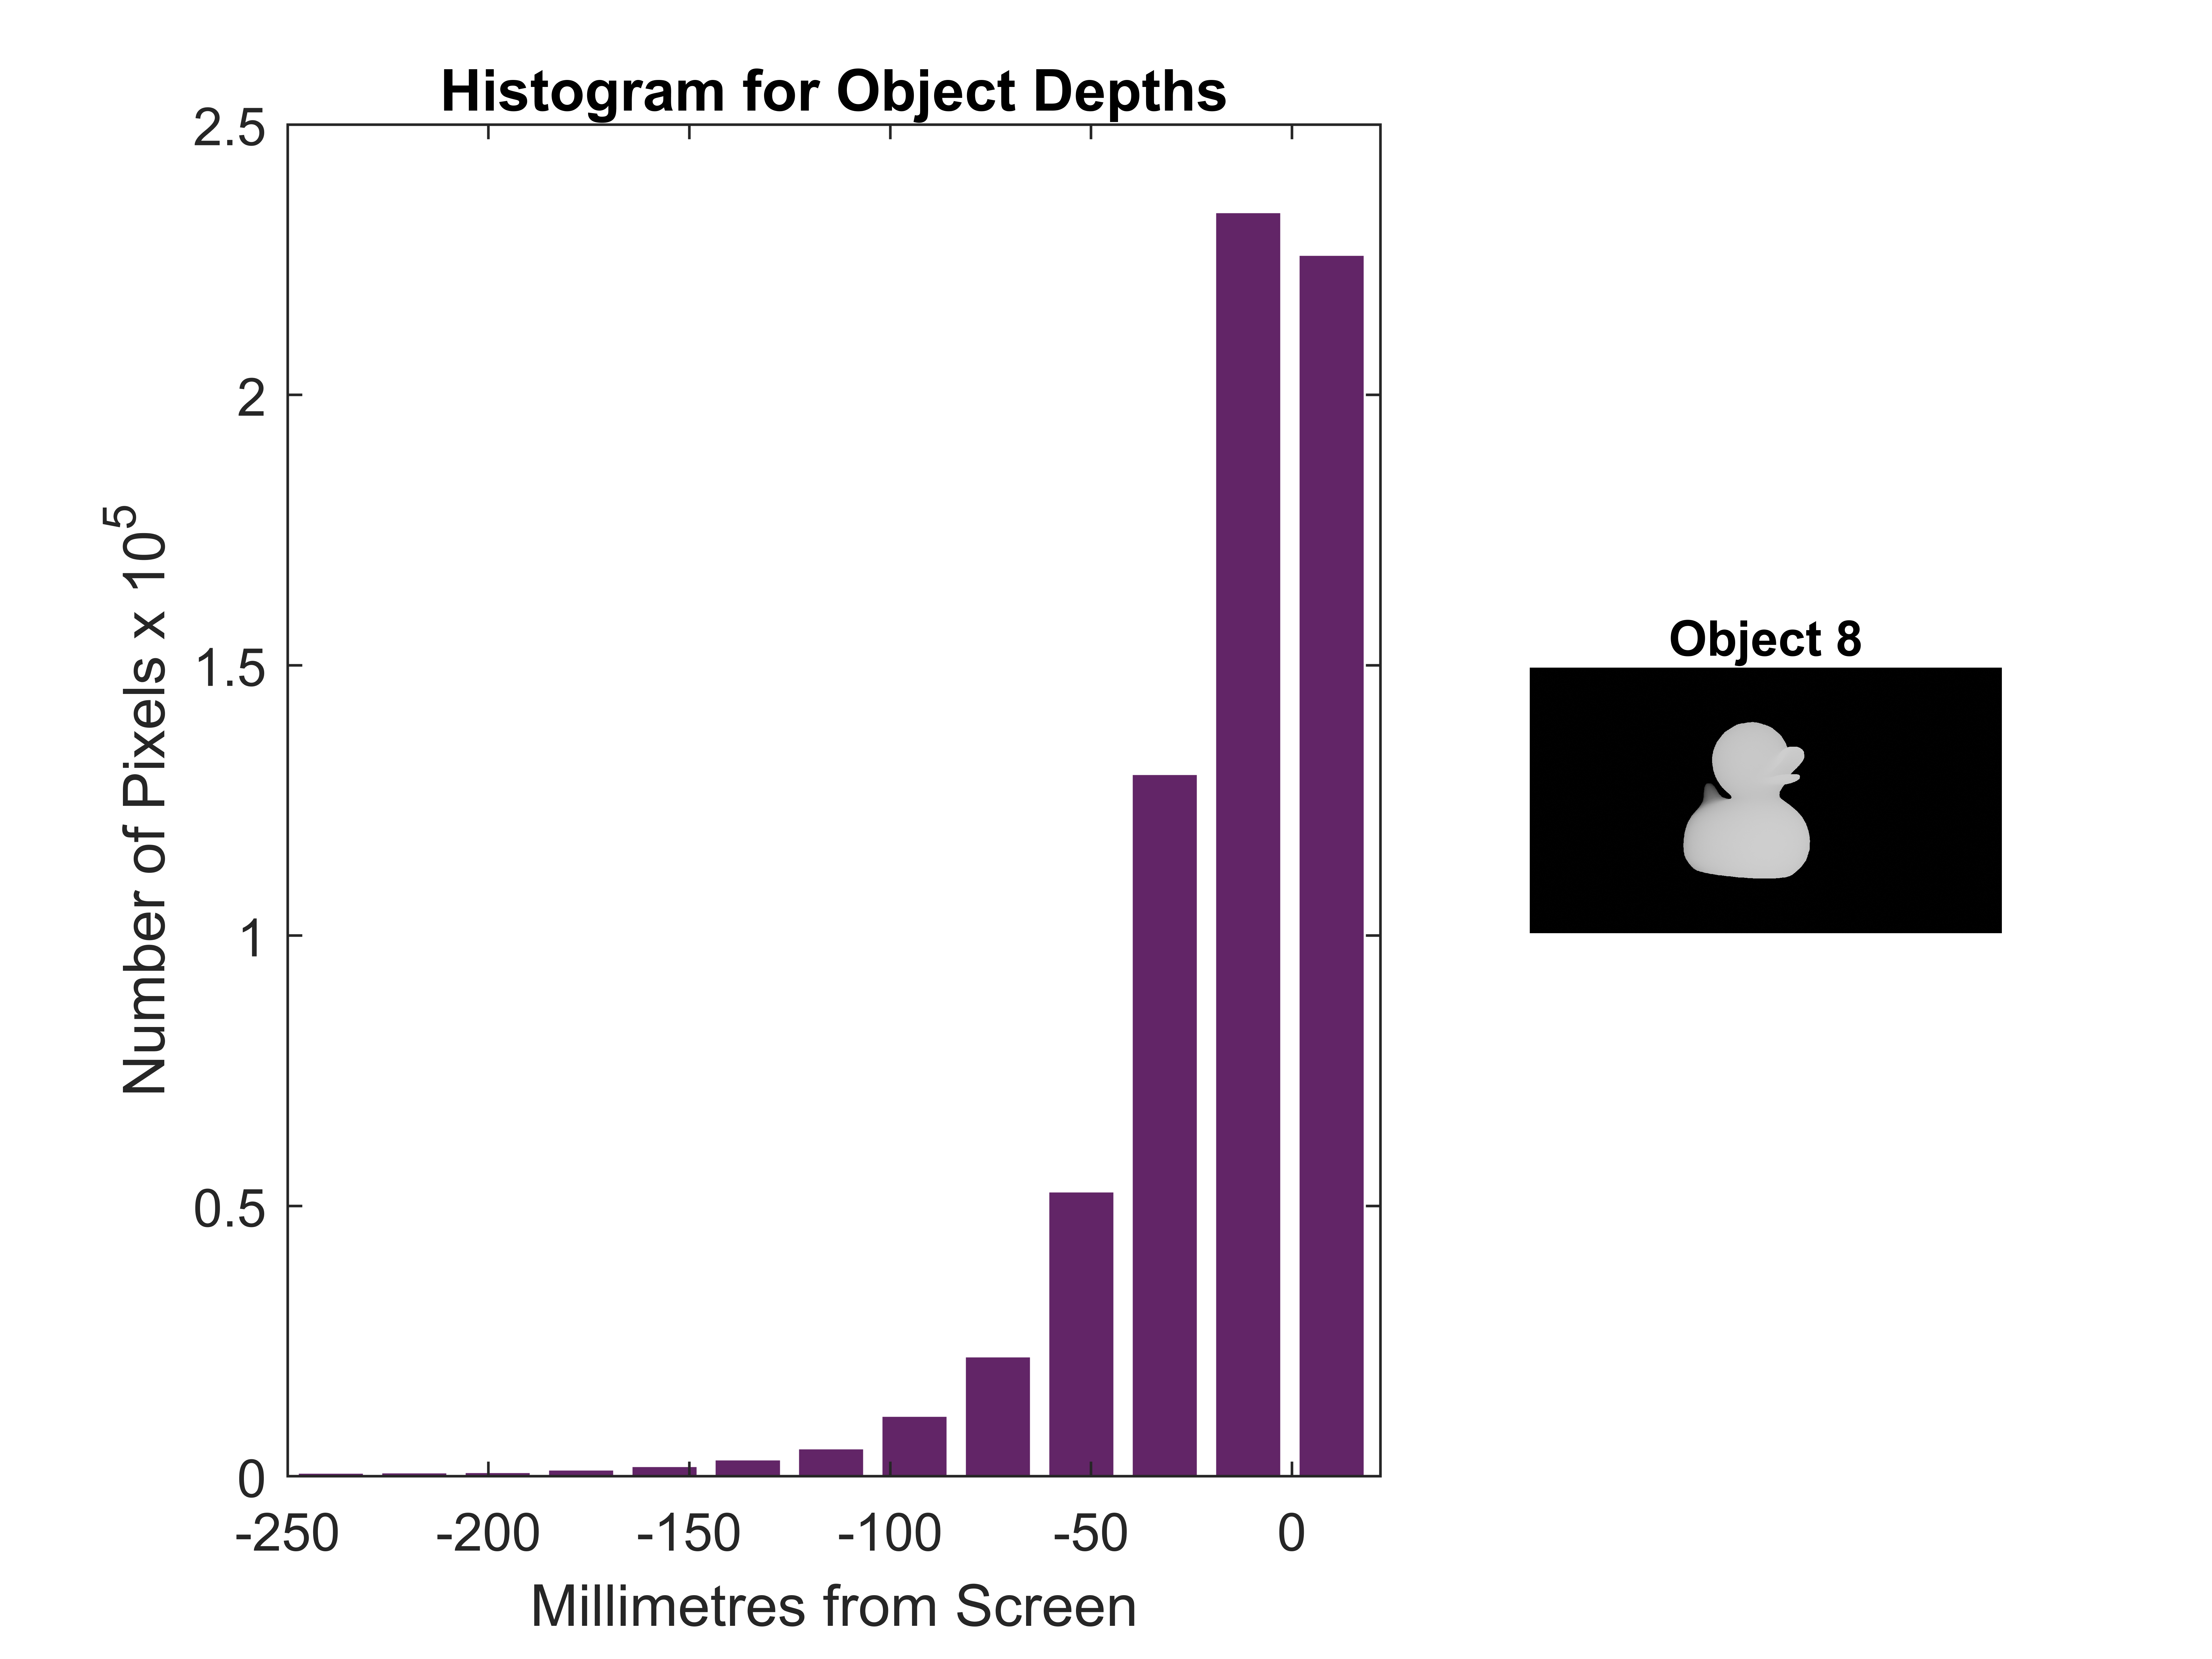 Histogram for Object Depths
2.5
2
1.5
1
0.5
0
Number of Pixels x 10^5
-250 -200 -150 -100 -50 0
Millimetres from Screen
Object 8